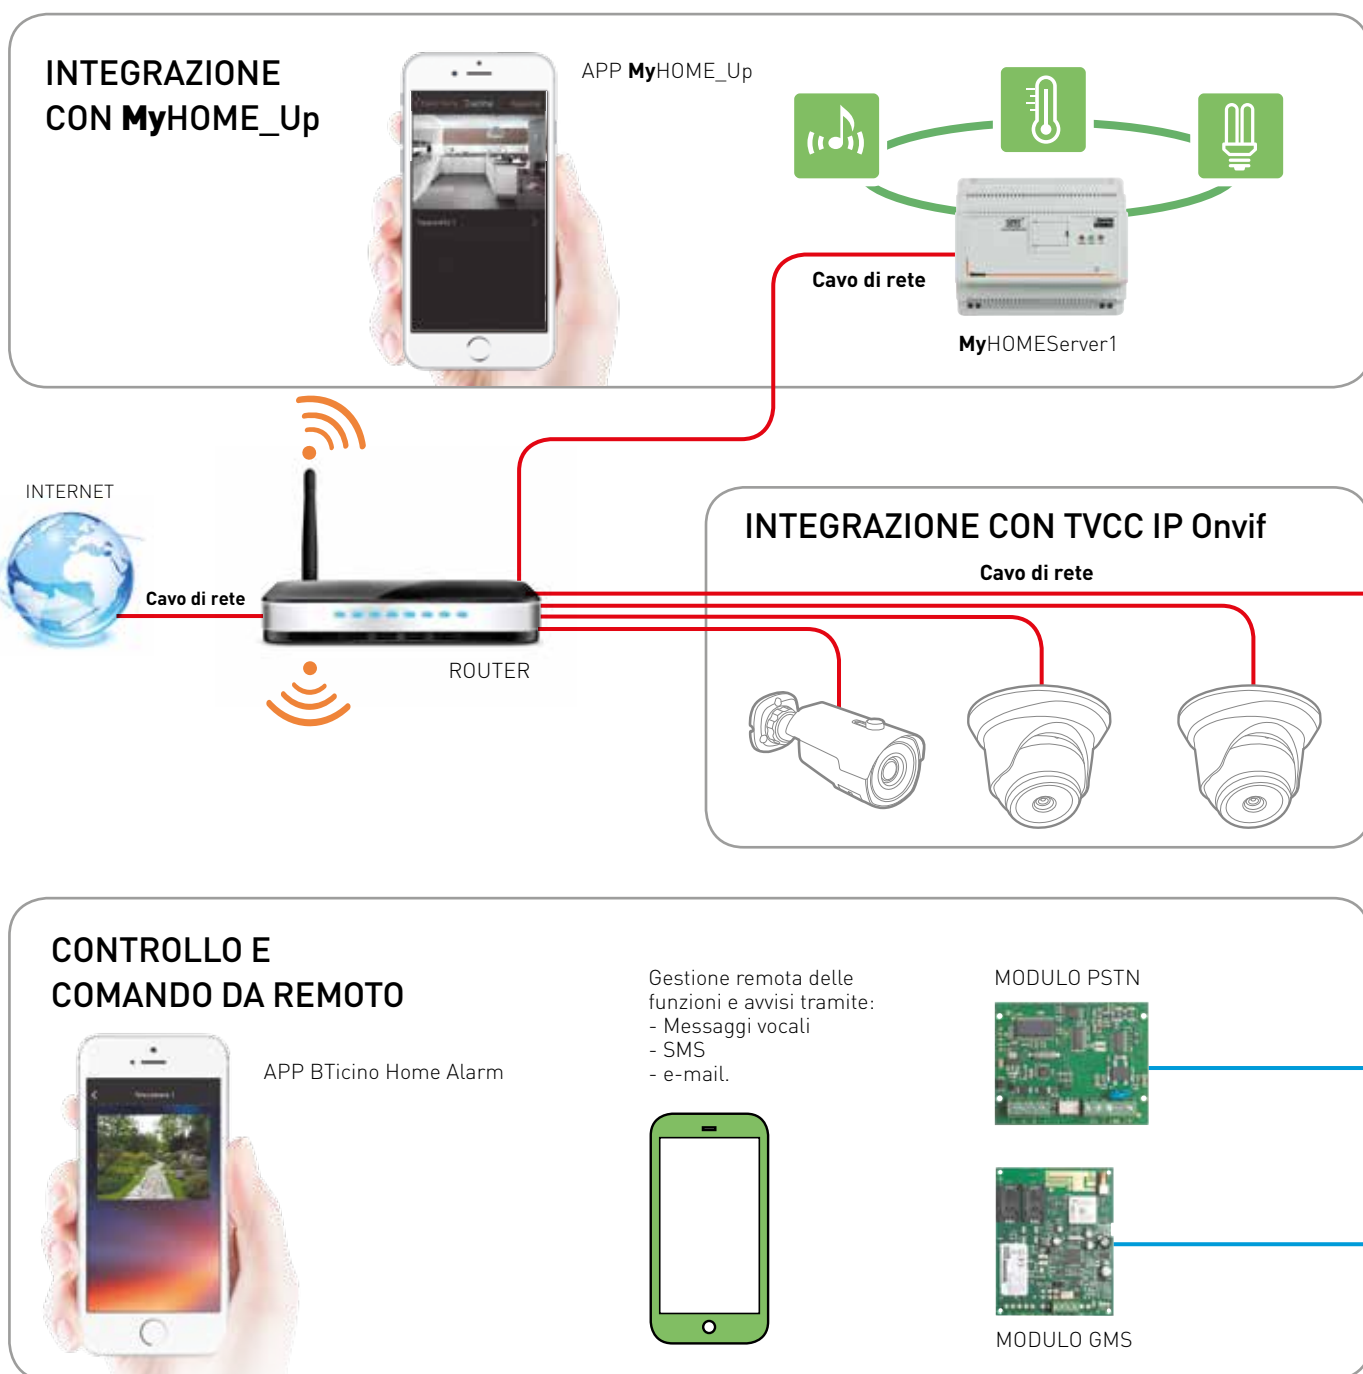 INTEGRAZIONE
CON MyHOME_Up
APP MyHOME_Up
Cavo di rete
MyHOMEServer1
INTERNET
Cavo di rete
ROUTER
INTEGRAZIONE CON TVCC IP Onvif
Cavo di rete
CONTROLLO E
COMANDO DA REMOTO
APP BTicino Home Alarm
Gestione remota delle
funzioni e avvisi tramite:
- Messaggi vocali
- SMS
- e-mail.
MODULO PSTN
MODULO GMS